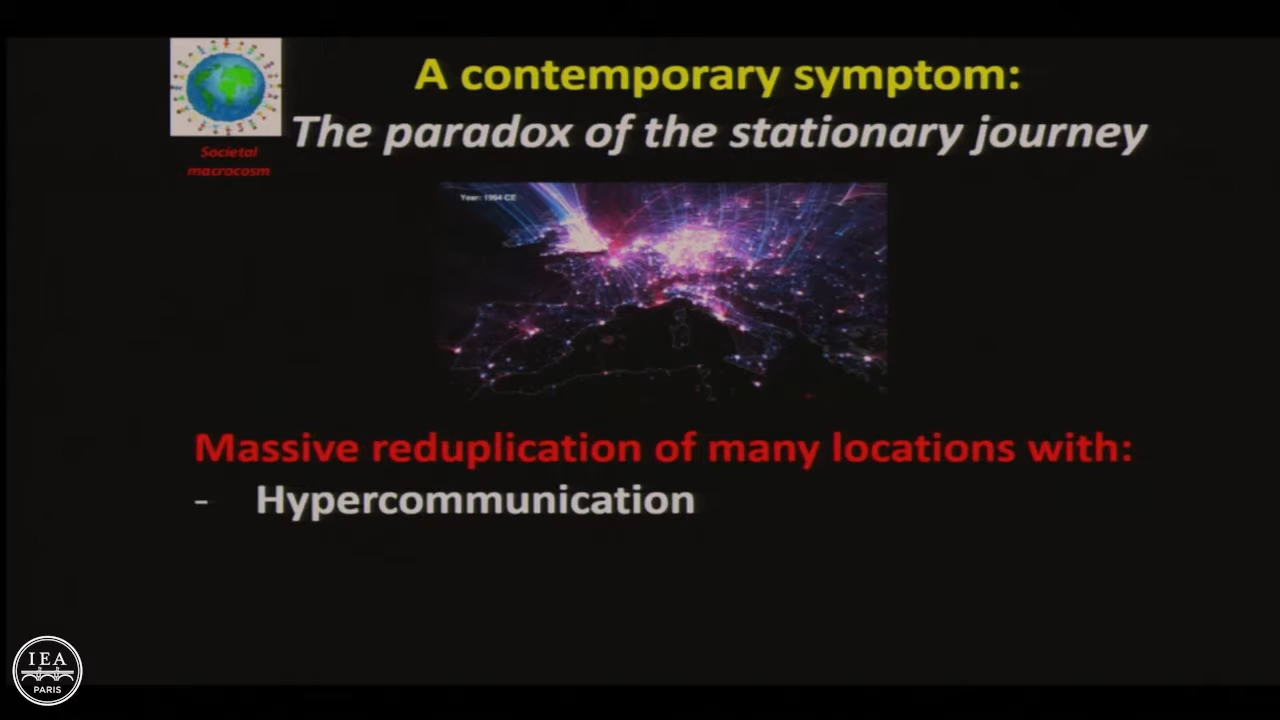 A contemporary symptom:
The paradox of the stationary journey
Societal
macrocosm
Year: 1994 CE
Massive reduplication of many locations with:
- Hypercommunication
IEA
PARIS